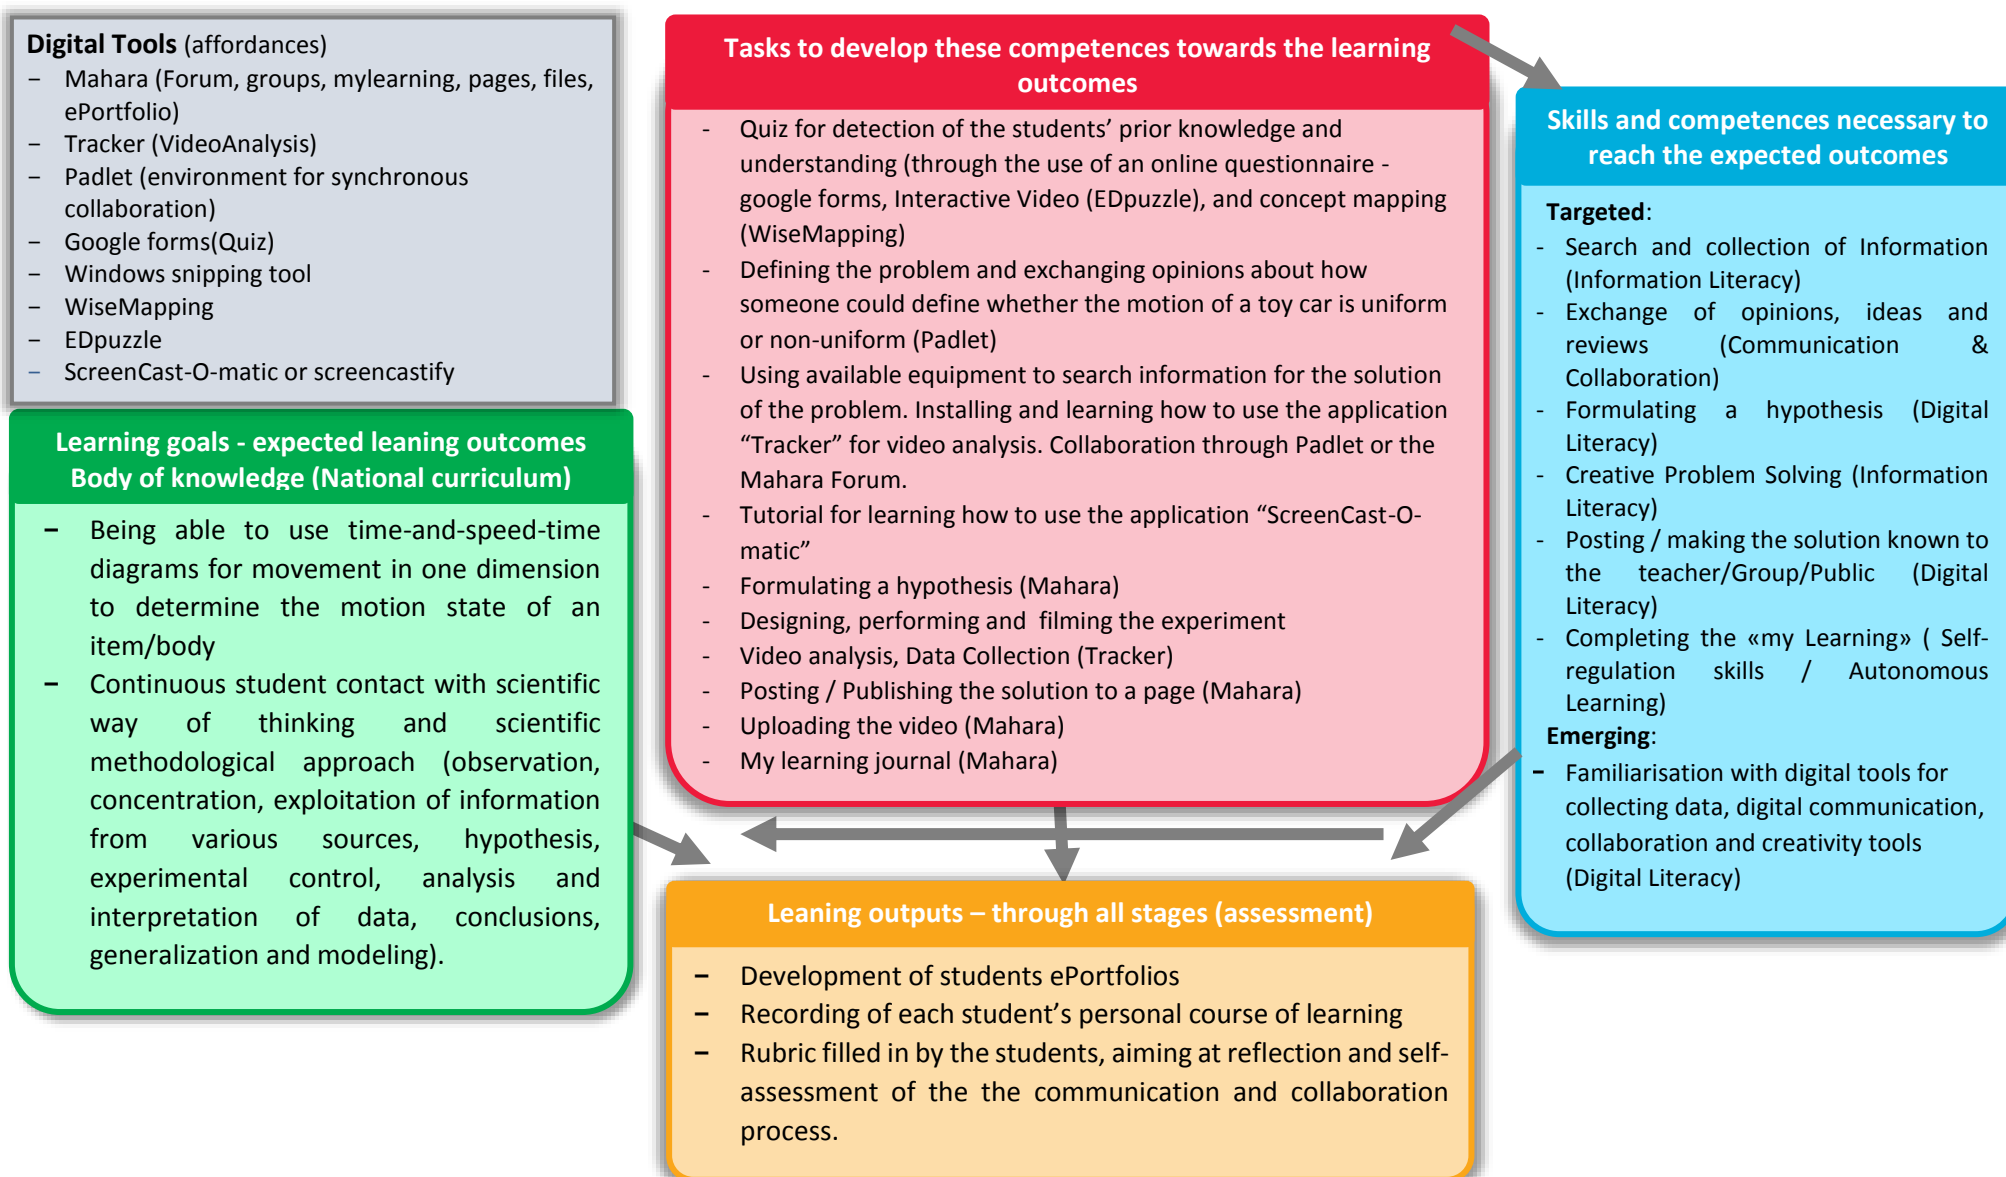 Digital Tools (affordances)
− Mahara (Forum, groups, mylearning, pages, files,
ePortfolio)
− Tracker (VideoAnalysis)
− Padlet (environment for synchronous
collaboration)
− Google forms(Quiz)
− Windows snipping tool
− WiseMapping
− EDpuzzle
− ScreenCast-O-matic or screencastify
Learning goals - expected leaning outcomes
Body of knowledge (National curriculum)
− Being able to use time-and-speed-time
diagrams for movement in one dimension
to determine the motion state of an
item/body
− Continuous student contact with scientific
way of thinking and scientific
methodological approach (observation,
concentration, exploitation of information
from various sources, hypothesis,
experimental control, analysis and
interpretation of data, conclusions,
generalization and modeling).
Tasks to develop these competences towards the learning
outcomes
- Quiz for detection of the students’ prior knowledge and
understanding (through the use of an online questionnaire -
google forms, Interactive Video (EDpuzzle), and concept mapping
(WiseMapping)
- Defining the problem and exchanging opinions about how
someone could define whether the motion of a toy car is uniform
or non-uniform (Padlet)
- Using available equipment to search information for the solution
of the problem. Installing and learning how to use the application
“Tracker” for video analysis. Collaboration through Padlet or the
Mahara Forum.
- Tutorial for learning how to use the application “ScreenCast-O-
matic”
- Formulating a hypothesis (Mahara)
- Designing, performing and filming the experiment
- Video analysis, Data Collection (Tracker)
- Posting / Publishing the solution to a page (Mahara)
- Uploading the video (Mahara)
- My learning journal (Mahara)
Leaning outputs – through all stages (assessment)
− Development of students ePortfolios
− Recording of each student’s personal course of learning
− Rubric filled in by the students, aiming at reflection and self-
assessment of the the communication and collaboration
process.
Skills and competences necessary to
reach the expected outcomes
Targeted:
- Search and collection of Information
(Information Literacy)
- Exchange of opinions, ideas and
reviews (Communication &
Collaboration)
- Formulating a hypothesis (Digital
Literacy)
- Creative Problem Solving (Information
Literacy)
- Posting / making the solution known to
the teacher/Group/Public (Digital
Literacy)
- Completing the «my Learning» ( Self-
regulation skills / Autonomous
Learning)
Emerging:
− Familiarisation with digital tools for
collecting data, digital communication,
collaboration and creativity tools
(Digital Literacy)